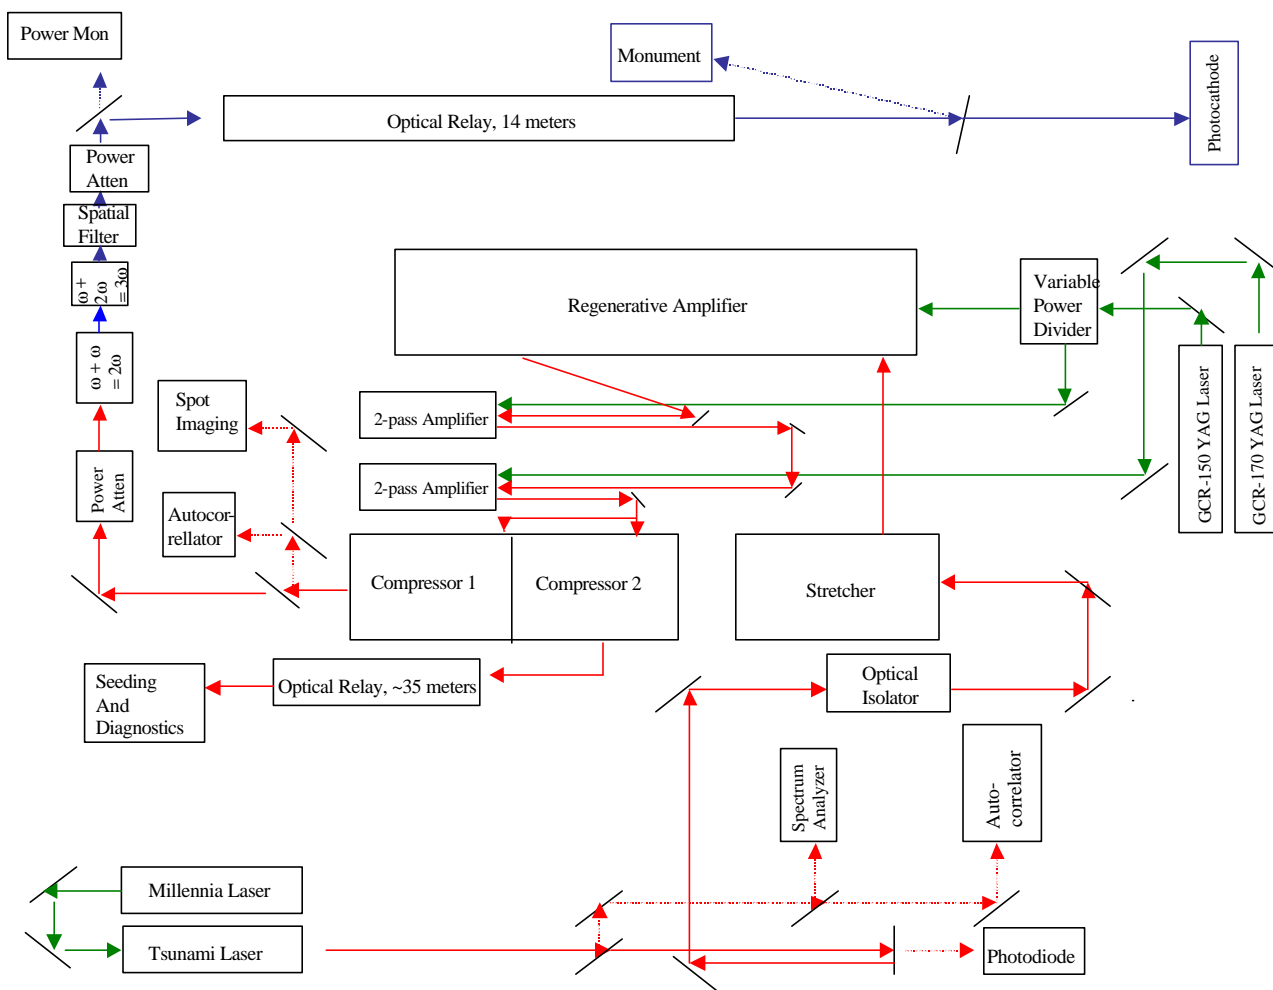 Power Mon
Monument
Photocathode
Optical Relay, 14 meters
Power
Atten
Spatial
Filter
ω +
2ω
= 3ω
ω + ω
= 2ω
Regenerative Amplifier
Variable
Power
Divider
GCR-150 YAG Laser
GCR-170 YAG Laser
Spot
Imaging
2-pass Amplifier
2-pass Amplifier
Power
Atten
Autocor-
rellator
Compressor 1
Compressor 2
Stretcher
Seeding
And
Diagnostics
Optical Relay, ~35 meters
Optical
Isolator
Spectrum
Analyzer
Auto-
correlator
Millennia Laser
Tsunami Laser
Photodiode